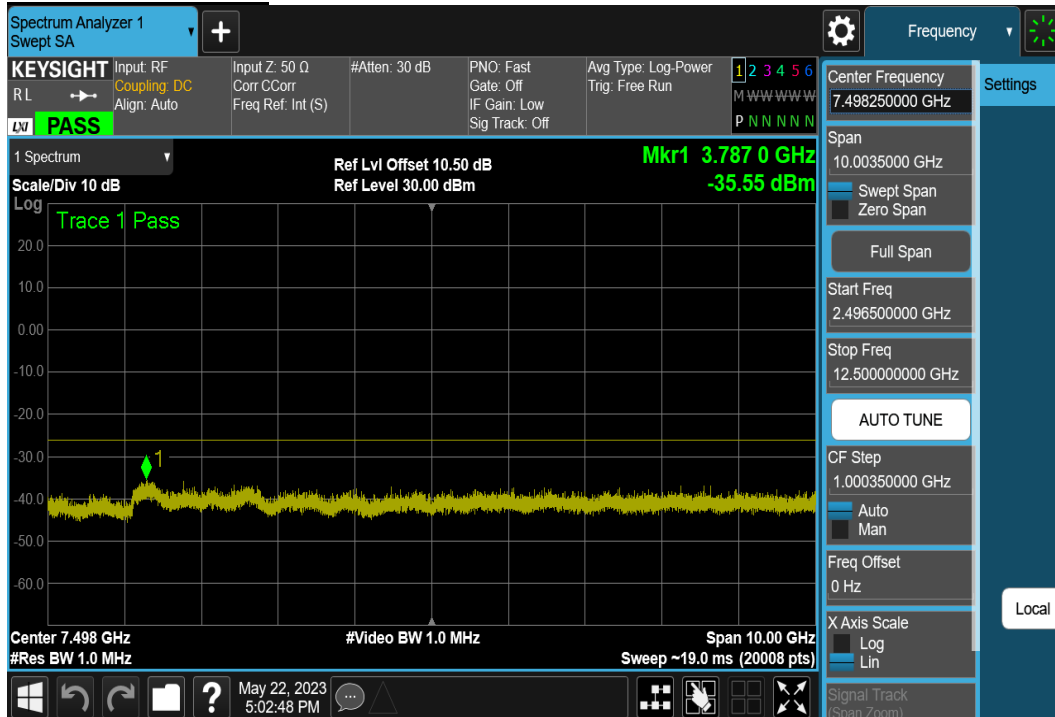 Spectrum Analyzer 1
Swept SA
Frequency
KEYSIGHT
RL
LXI
PASS
Input: RF
Coupling: DC
Align: Auto
Input Z: 50 Ω
Corr CCorr
Freq Ref: Int (S)
#Atten: 30 dB
PNO: Fast
Gate: Off
IF Gain: Low
Sig Track: Off
Avg Type: Log-Power
Trig: Free Run
1 2 3 4 5 6
M W W W W W
P N N N N N
1 Spectrum
Scale/Div 10 dB
Ref Lvl Offset 10.50 dB
Ref Level 30.00 dBm
Mkr1 3.787 0 GHz
-35.55 dBm
Log
Trace 1 Pass
20.0
10.0
0.00
-10.0
-20.0
-30.0
-40.0
-50.0
-60.0
1
Center 7.498 GHz
#Res BW 1.0 MHz
#Video BW 1.0 MHz
Span 10.00 GHz
Sweep ~19.0 ms (20008 pts)
May 22, 2023
5:02:48 PM
Center Frequency
7.498250000 GHz
Span
10.0035000 GHz
Swept Span
Zero Span
Full Span
Start Freq
2.496500000 GHz
Stop Freq
12.500000000 GHz
AUTO TUNE
CF Step
1.000350000 GHz
Auto
Man
Freq Offset
0 Hz
X Axis Scale
Log
Lin
Signal Track
(Span Zoom)
Settings
Local